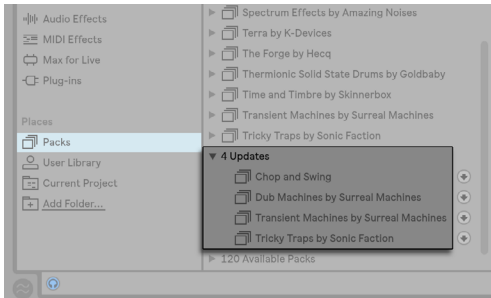 Audio Effects
MIDI Effects
Max for Live
Plug-ins
Places
Packs
User Library
Current Project
Add Folder...
Spectrum Effects by Amazing Noises
Terra by K-Devices
The Forge by Hecq
Thermionic Solid State Drums by Goldbaby
Time and Timbre by Skinnerbox
Transient Machines by Surreal Machines
Tricky Traps by Sonic Faction
4 Updates
Chop and Swing
Dub Machines by Surreal Machines
Transient Machines by Surreal Machines
Tricky Traps by Sonic Faction
120 Available Packs